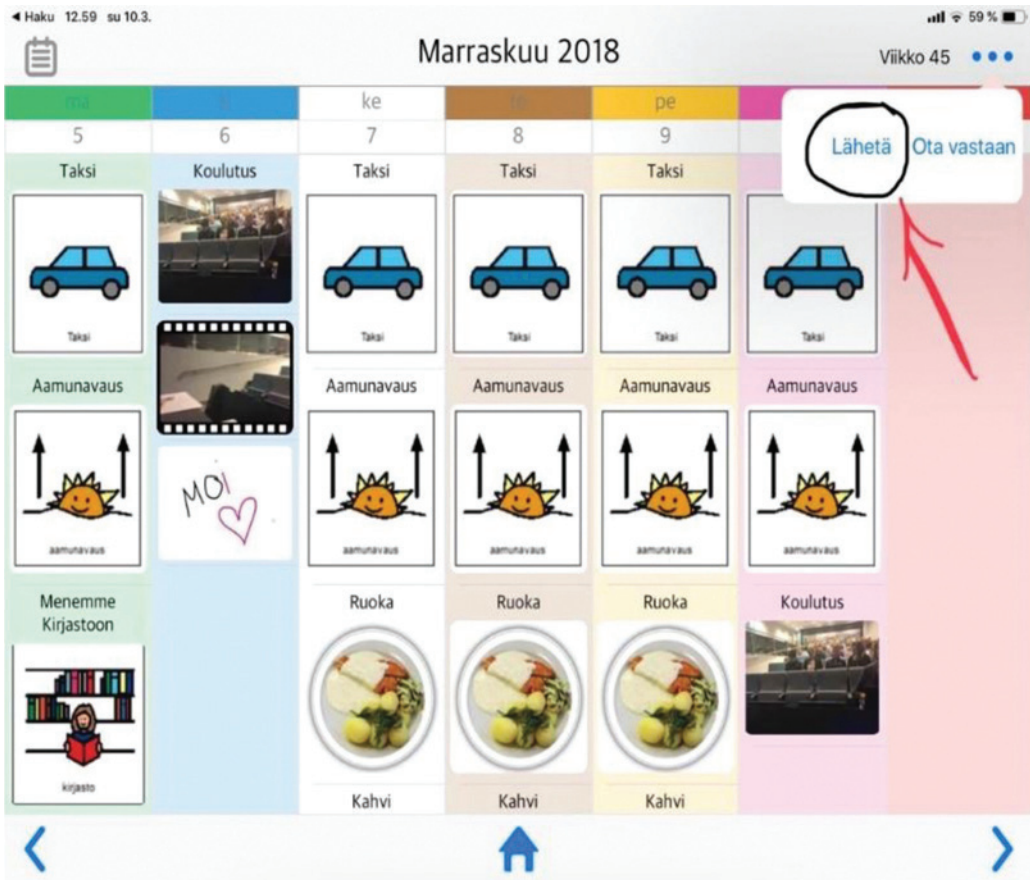 Haku 12.59 su 10.3.
59 %
Marraskuu 2018
Viikko 45
Lähetä Ota vastaan
ma ke pe
5 6 7 8 9
Taksi Koulutus Taksi Taksi Taksi
Taksi Taksi Taksi Taksi Taksi
Aamunavaus Aamunavaus Aamunavaus Aamunavaus Aamunavaus
MOI
aamunavaus aamunavaus aamunavaus aamunavaus aamunavaus
Menemme
Kirjastoon
Ruoka Ruoka Ruoka Koulutus
kirjasto
Kahvi Kahvi Kahvi